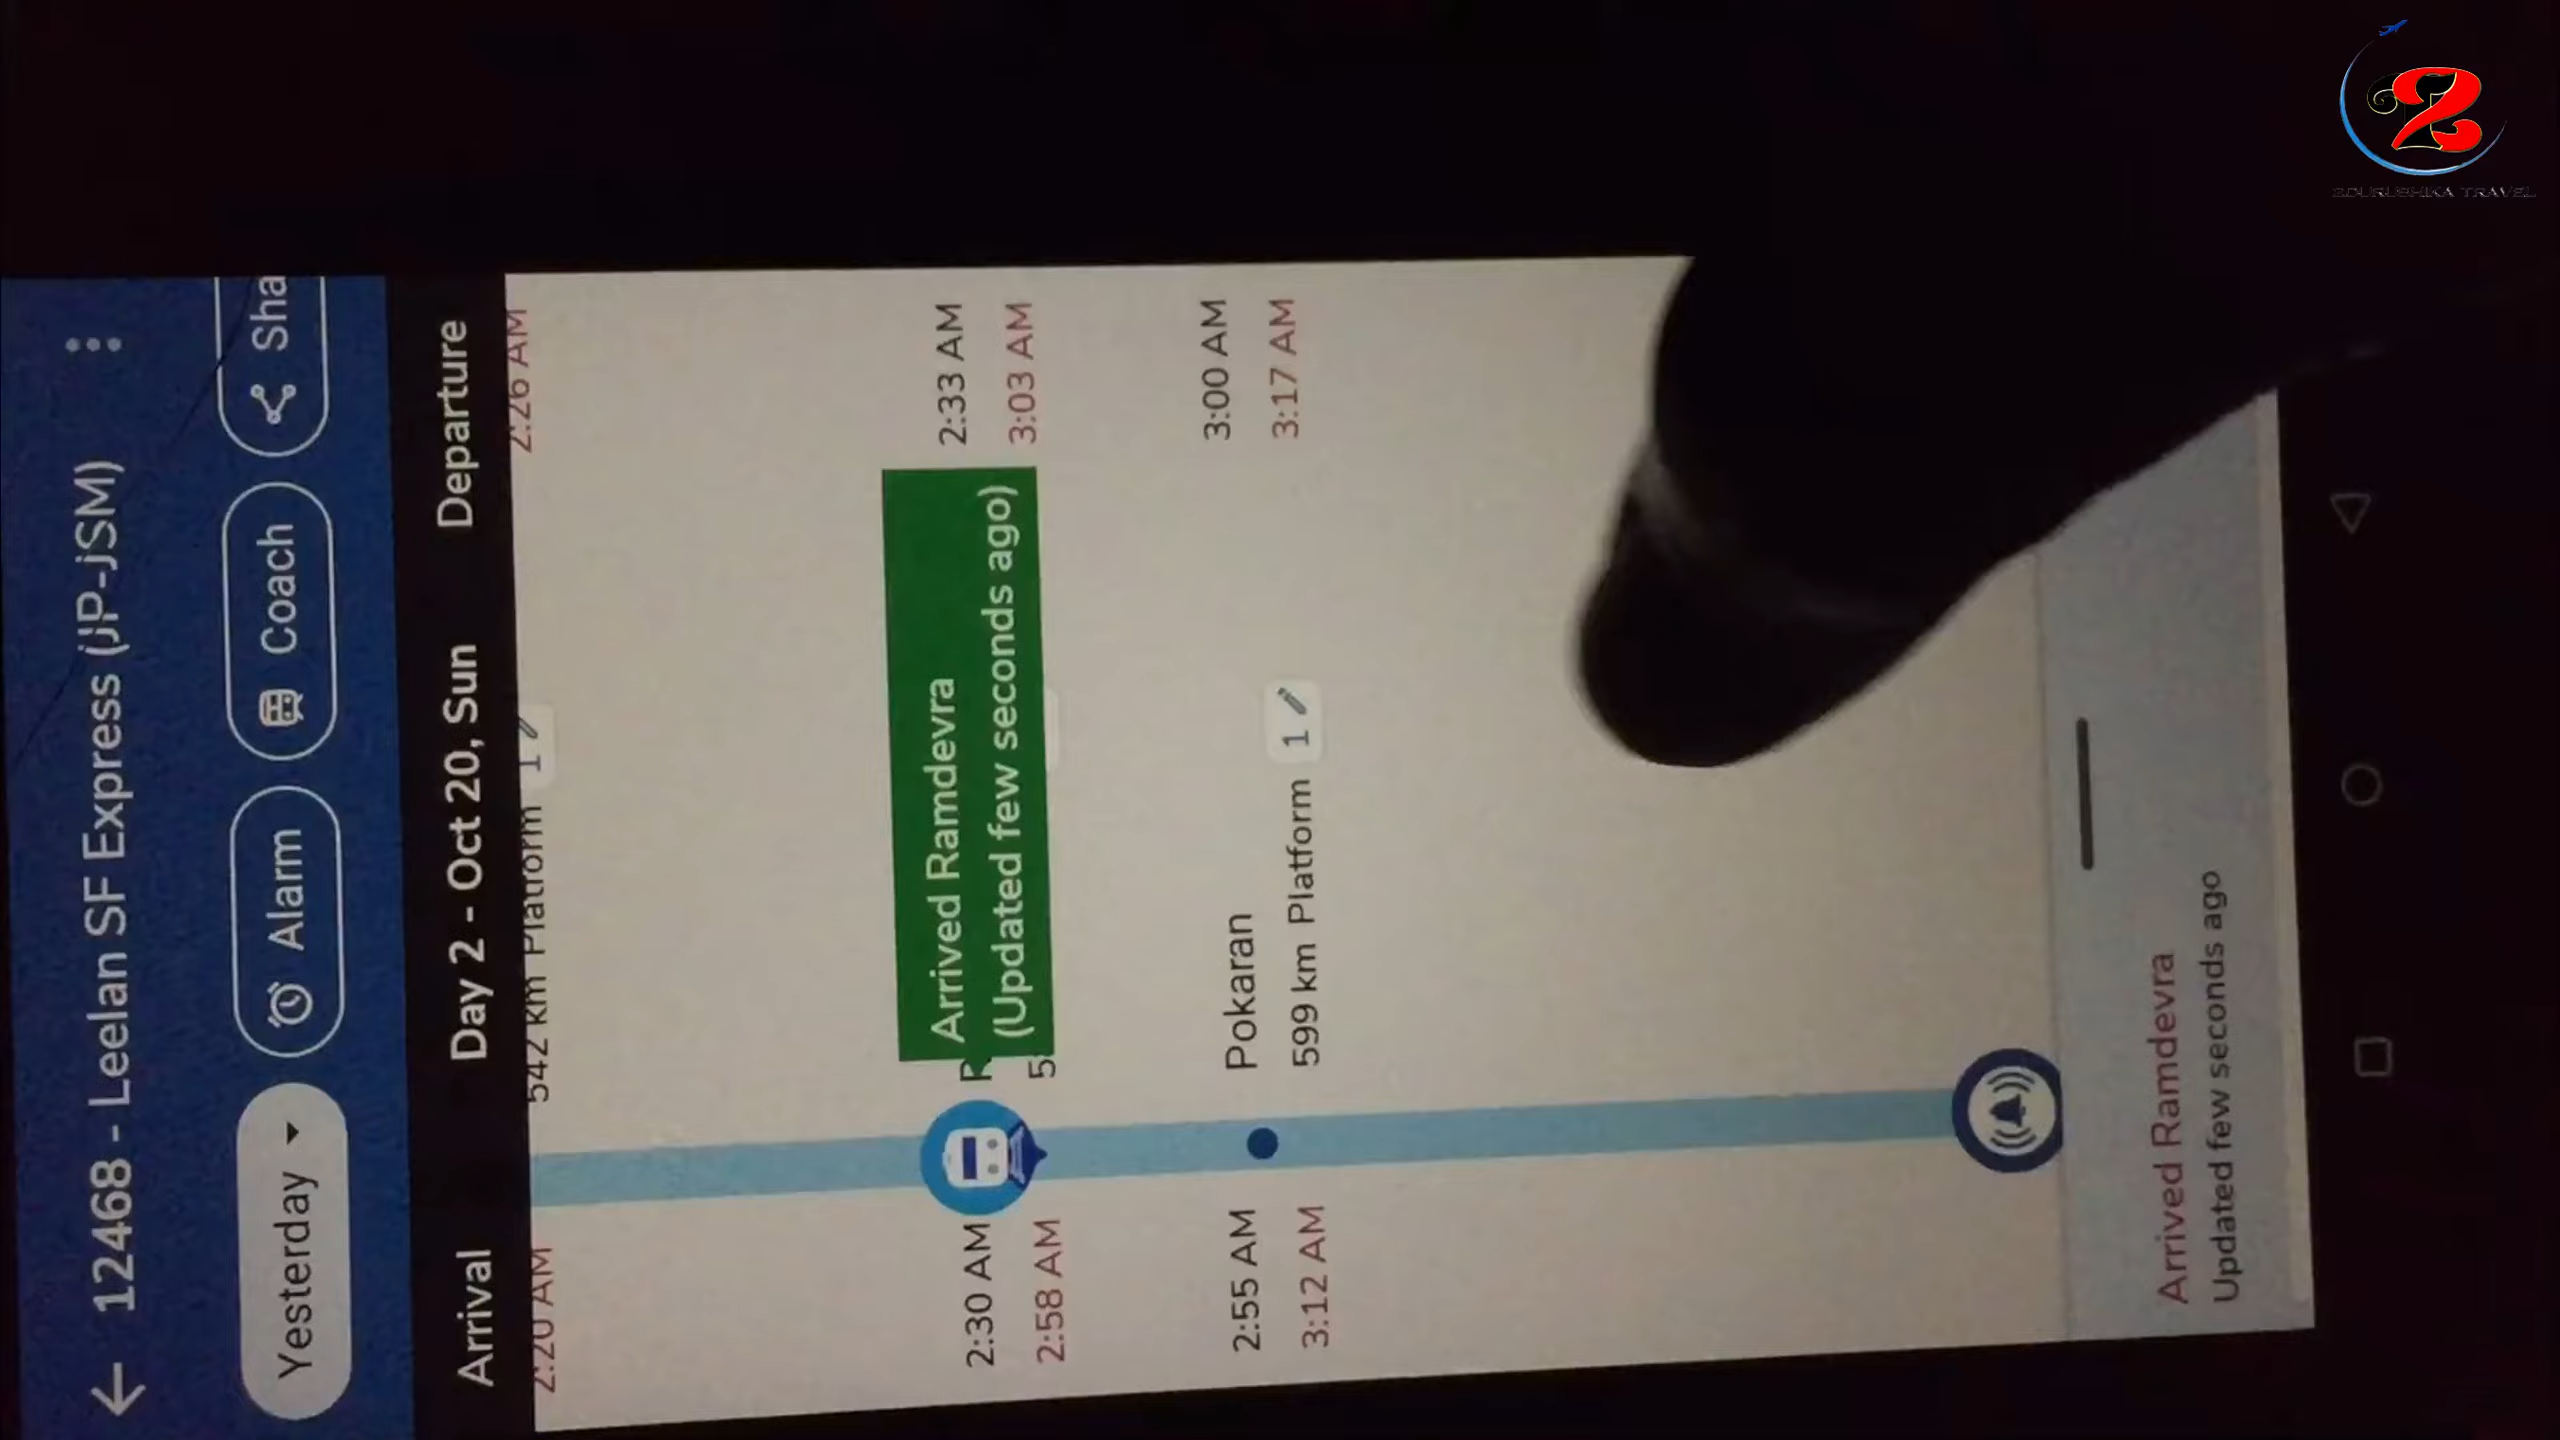 12468 - Leelan SF Express (JP-JSM)
Yesterday
Alarm
Coach
Sha
Arrival
Day 2 - Oct 20, Sun
Departure
2:20 AM
542 km Platform 1
2:26 AM
2:30 AM
2:58 AM
Arrived Ramdevra
(Updated few seconds ago)
2:33 AM
3:03 AM
2:55 AM
3:12 AM
Pokaran
599 km Platform 1
3:00 AM
3:17 AM
Arrived Ramdevra
Updated few seconds ago
2
TRAVEL